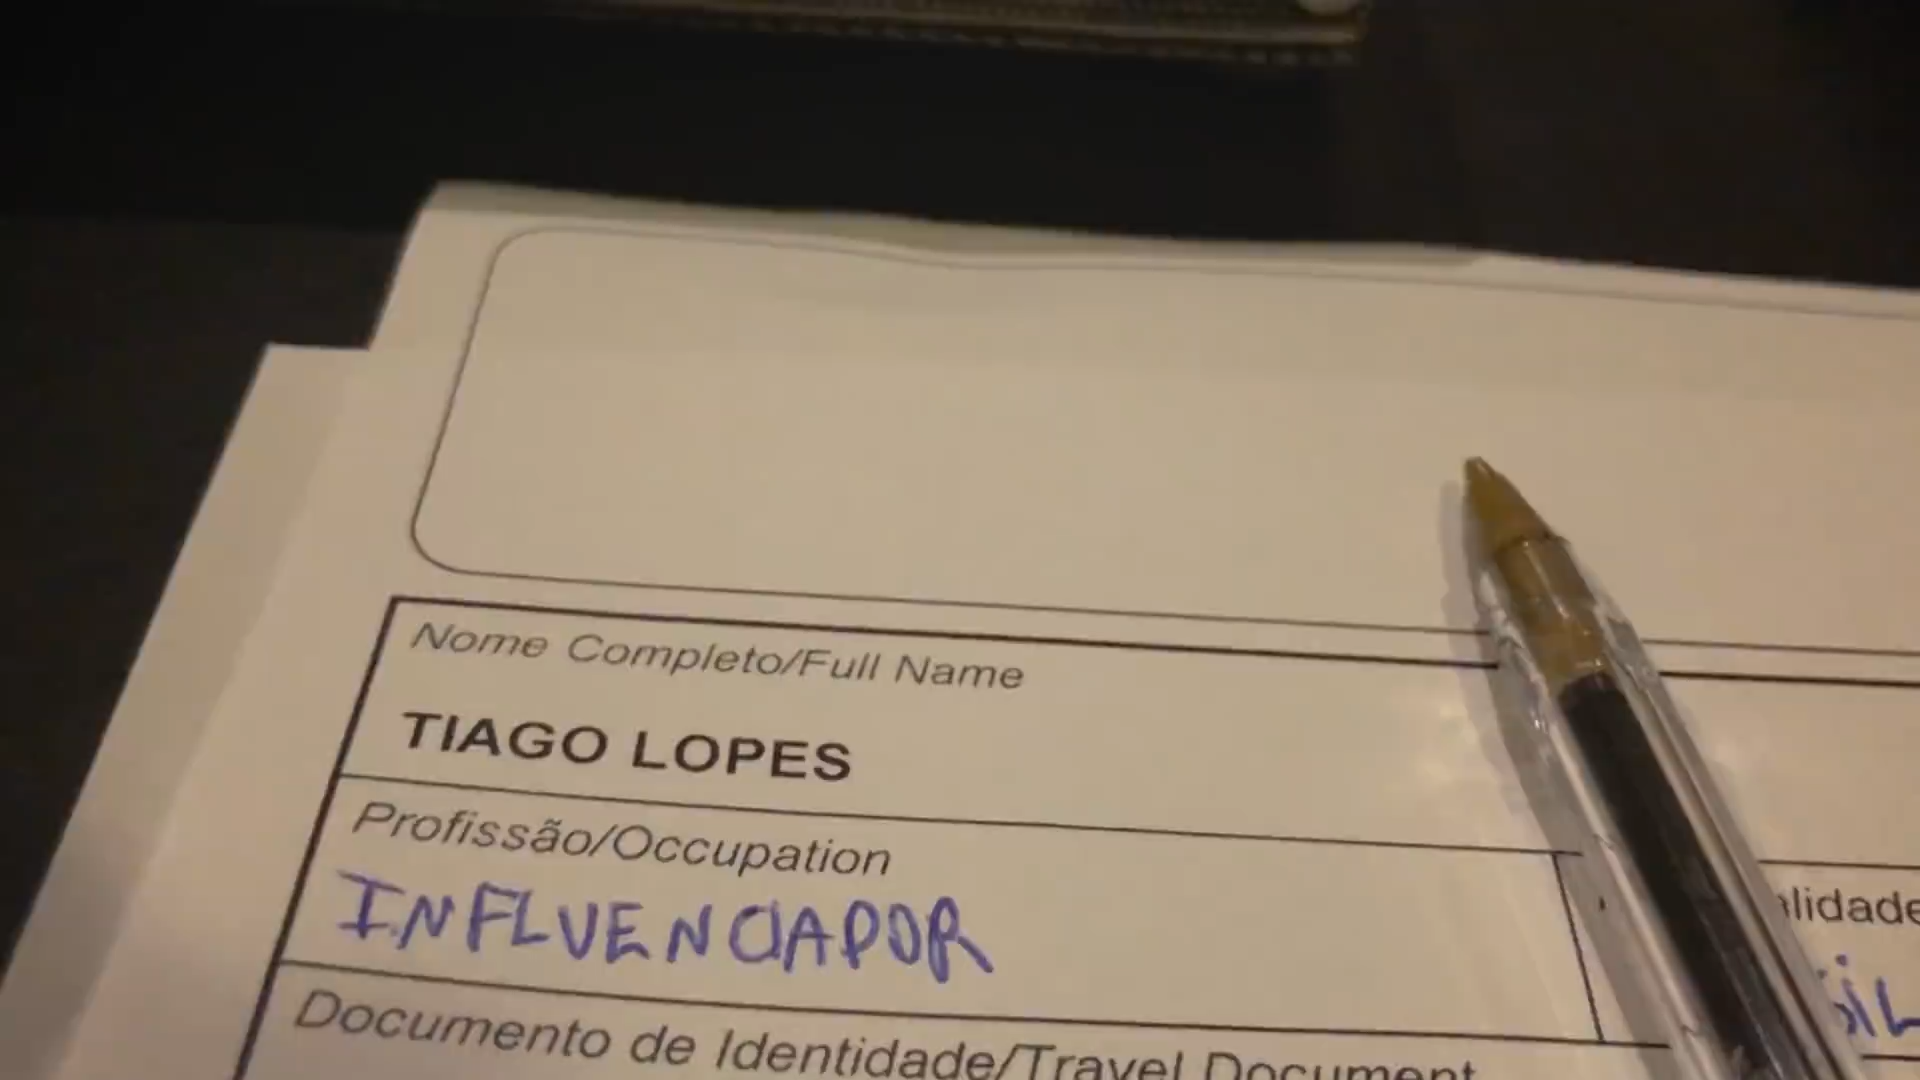 Nome Completo/Full Name
TIAGO LOPES
Profissão/Occupation
INFLUENCIADOR
Documento de Identidade/Travel Document